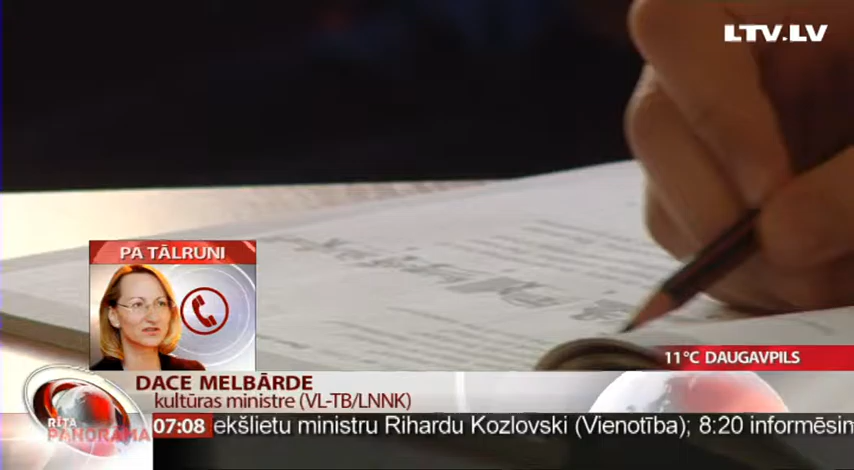 LTV.LV
PA TĀLRUNI
11°C DAUGAVPILS
DACE MELBĀRDE
kultūras ministre (VL-TB/LNNK)
RĪTA
PANORĀMA
07:08 ekšlietu ministru Rihardu Kozlovski (Vienotība); 8:20 informēsin